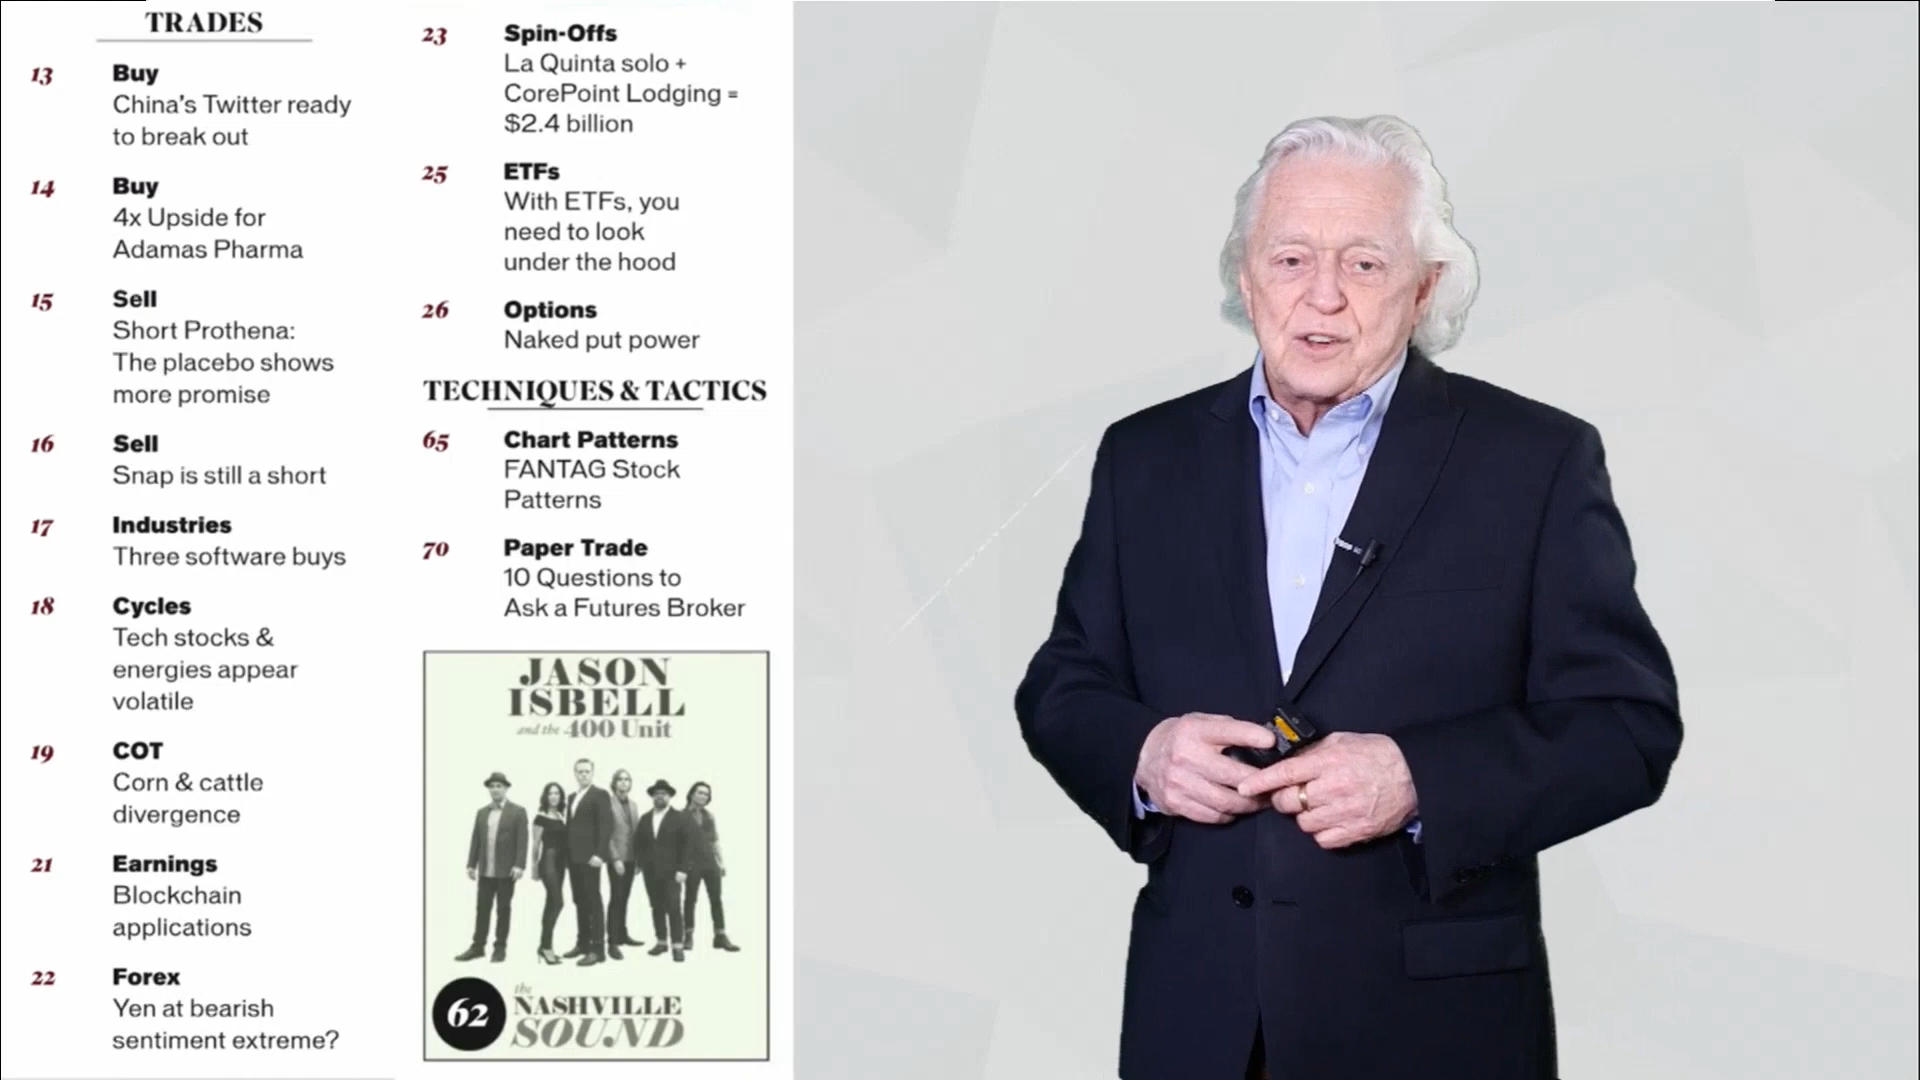 TRADES
13 Buy
China's Twitter ready
to break out
14 Buy
4x Upside for
Adamas Pharma
15 Sell
Short Prothena:
The placebo shows
more promise
16 Sell
Snap is still a short
17 Industries
Three software buys
18 Cycles
Tech stocks &
energies appear
volatile
19 COT
Corn & cattle
divergence
21 Earnings
Blockchain
applications
22 Forex
Yen at bearish
sentiment extreme?
23 Spin-Offs
La Quinta solo +
CorePoint Lodging =
$2.4 billion
25 ETFs
With ETFs, you
need to look
under the hood
26 Options
Naked put power
TECHNIQUES & TACTICS
65 Chart Patterns
FANTAG Stock
Patterns
70 Paper Trade
10 Questions to
Ask a Futures Broker
JASON
ISBELL
and the 400 Unit
62
the
NASHVILLE
SOUND